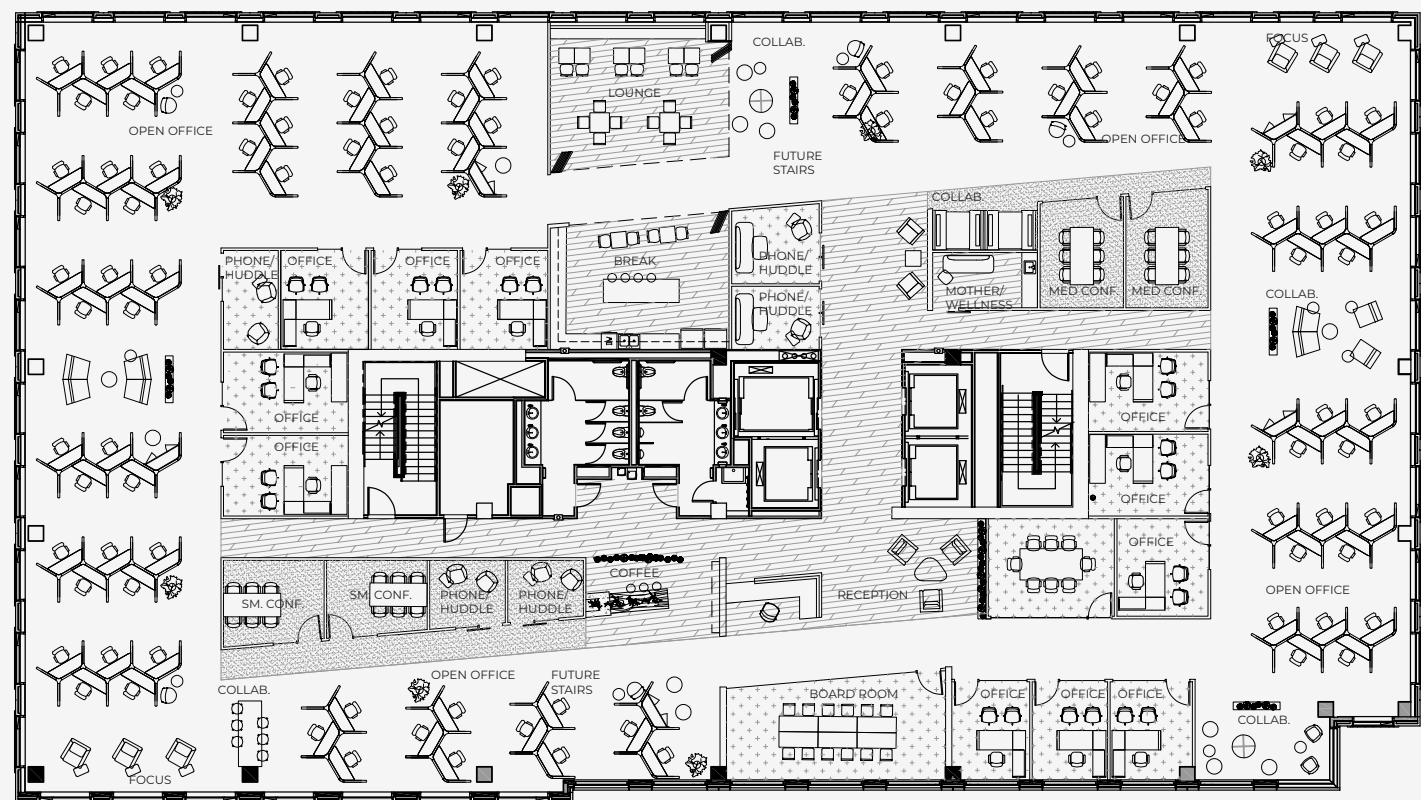 COLLAB.
FOCUS
LOUNGE
OPEN OFFICE
OPEN OFFICE
FUTURE
STAIRS
COLLAB.
PHONE/
HUDDLE
OFFICE
OFFICE
OFFICE
BREAK
PHONE/
HUDDLE
PHONE/
HUDDLE
MOTHER/
WELLNESS
MED CONF.
MED CONF.
COLLAB.
OFFICE
OFFICE
OFFICE
OFFICE
OFFICE
COFFEE
SM. CONF.
SM. CONF.
PHONE/
HUDDLE
PHONE/
HUDDLE
RECEPTION
OPEN OFFICE
OPEN OFFICE
FUTURE
STAIRS
COLLAB.
BOARD ROOM
OFFICE
OFFICE
OFFICE
COLLAB.
FOCUS